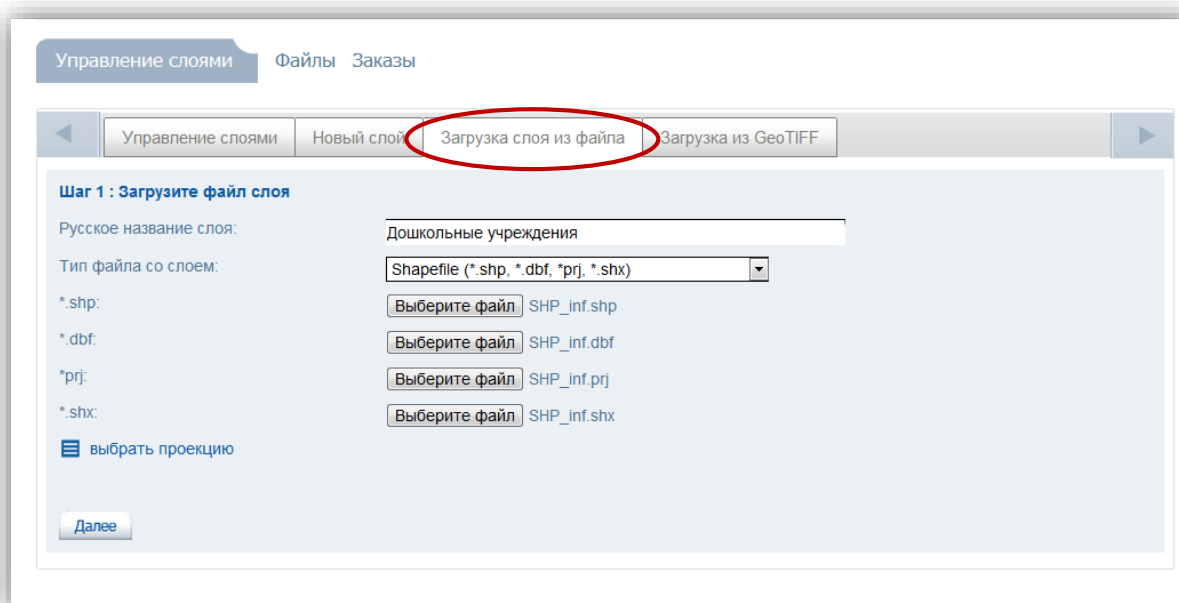 Управление слоями Файлы Заказы
Управление слоями Новый слой Загрузка слоя из файла Загрузка из GeoTIFF
Шаг 1 : Загрузите файл слоя
Русское название слоя: Дошкольные учреждения
Тип файла со слоем: Shapefile (*.shp, *.dbf, *prj, *.shx)
*.shp: Выберите файл SHP_inf.shp
*.dbf: Выберите файл SHP_inf.dbf
*prj: Выберите файл SHP_inf.prj
*.shx: Выберите файл SHP_inf.shx
выбрать проекцию
Далее